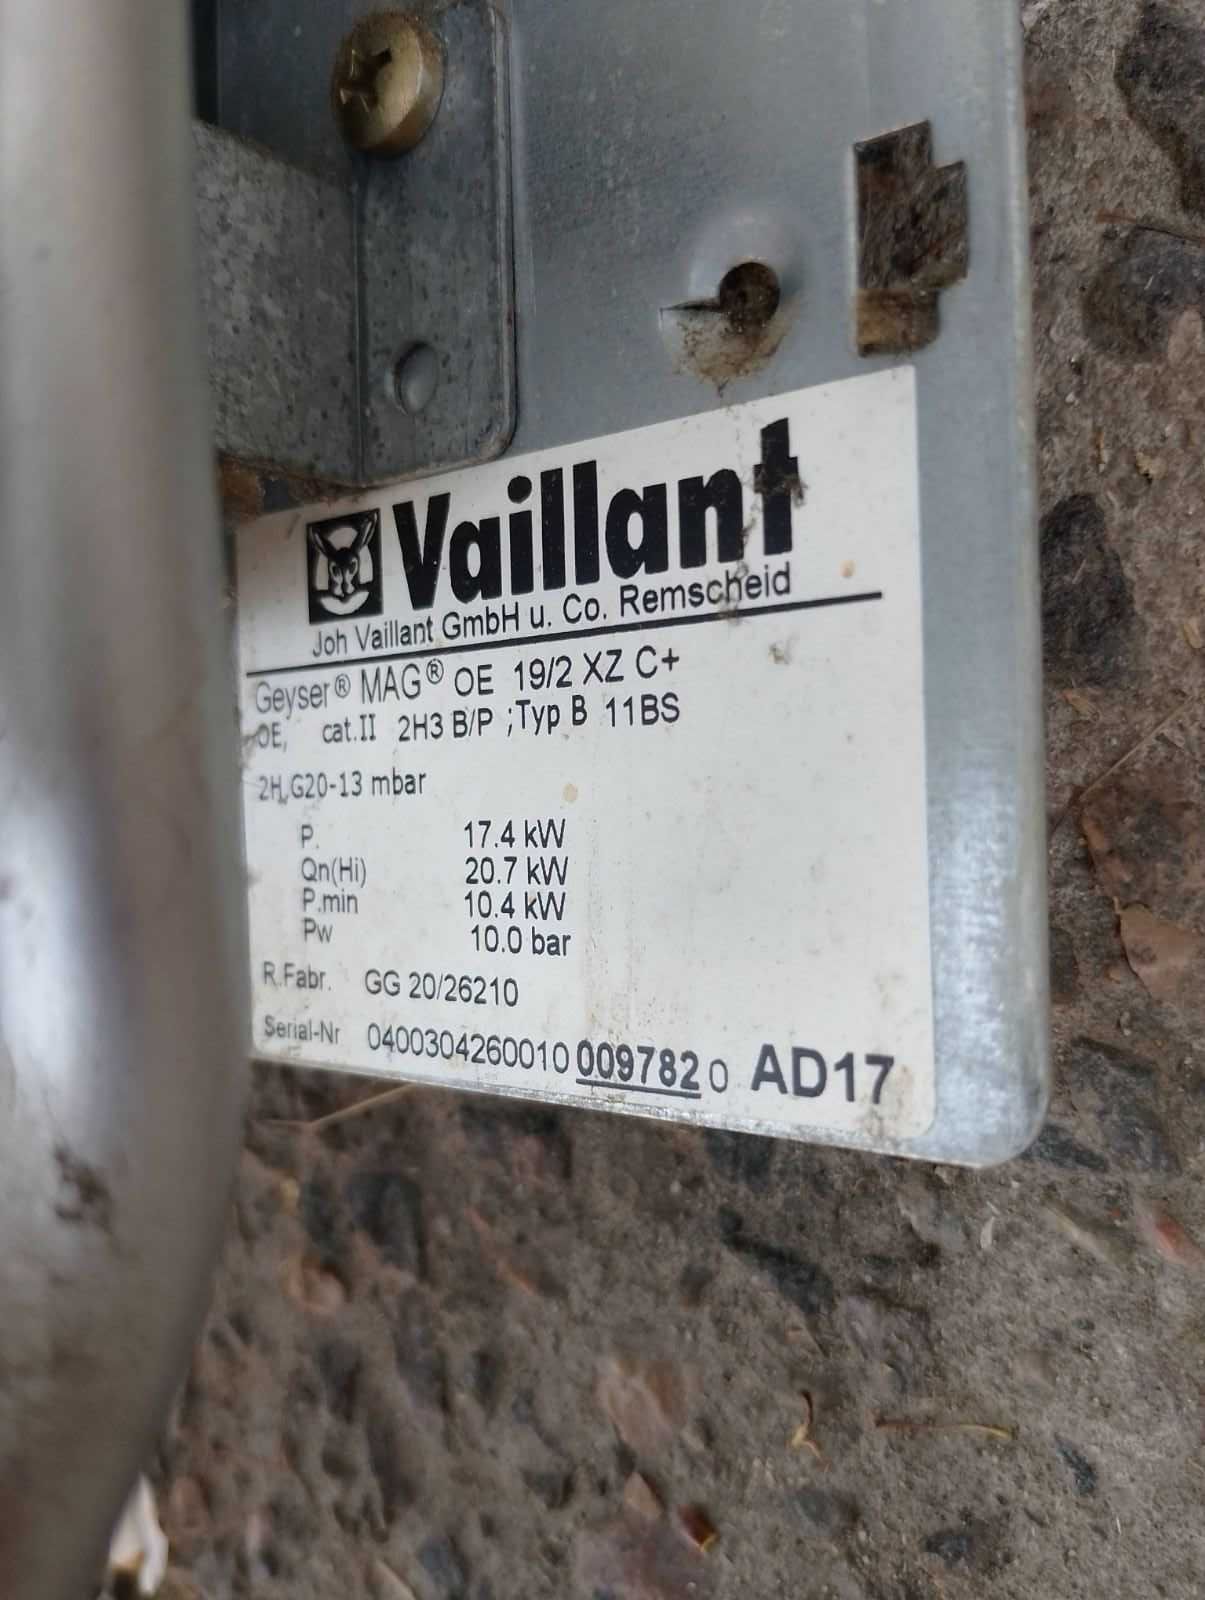 Vaillant
Joh Vaillant GmbH u. Co. Remscheid
Geyser® MAG® OE 19/2 XZ C+
OE, cat.II 2H3 B/P ;Typ B 11BS
2H,G20-13 mbar
P. 17.4 kW
Qn(Hi) 20.7 kW
P.min 10.4 kW
Pw 10.0 bar
R.Fabr. GG 20/26210
Serial-Nr 0400304260010 009782 0 AD17